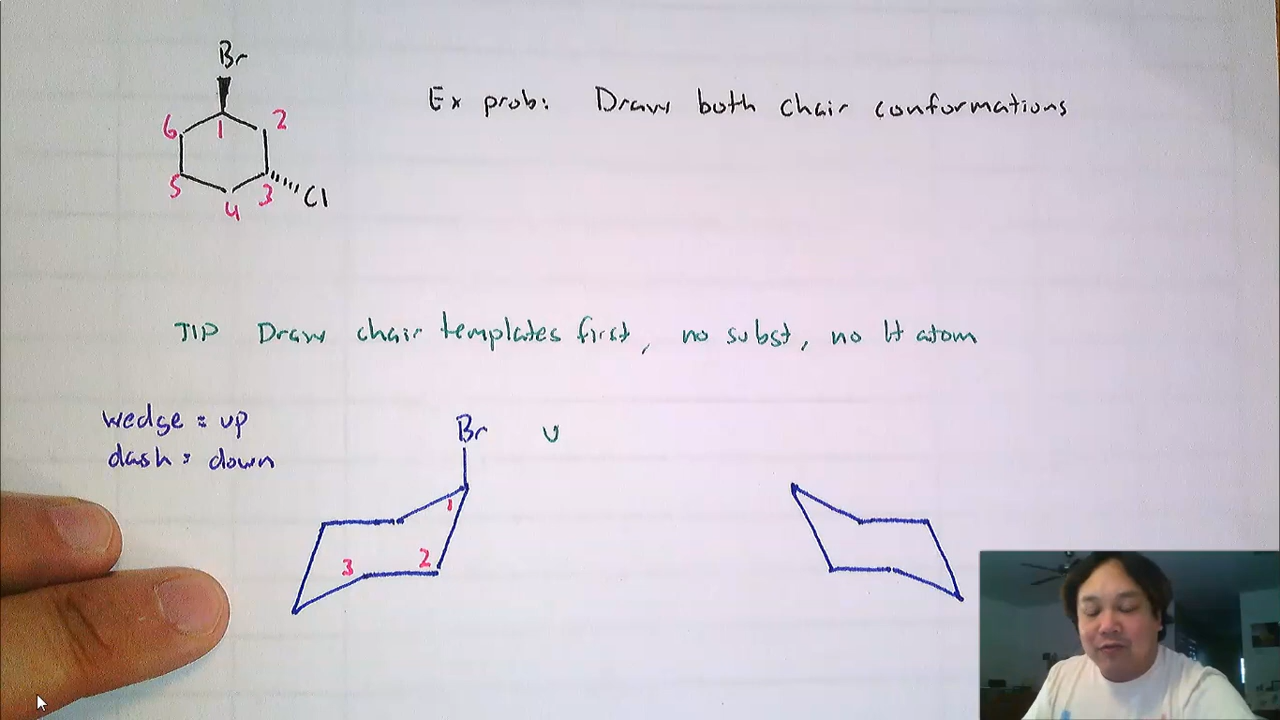 Br
6
1
2
5
4
3
Cl
Ex prob: Draw both chair conformations
TIP Draw chair templates first, no subst, no H atom
wedge = up
dash = down
Br
U
1
2
3